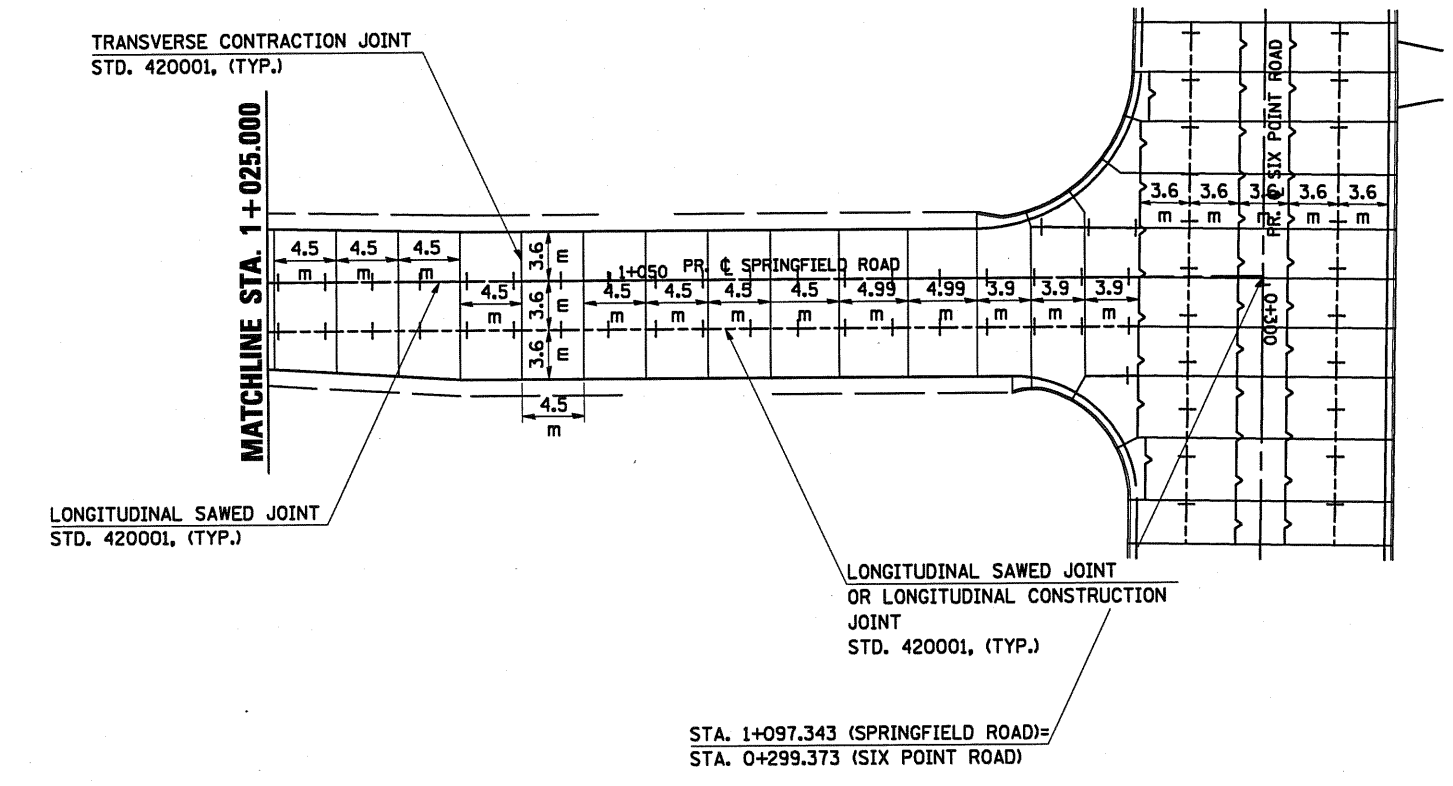 TRANSVERSE CONTRACTION JOINT
STD. 420001, (TYP.)
MATCHLINE STA. 1+025.000
PR. ℄ SIX POINT ROAD
3.6 3.6 3.6 3.6 3.6
m m m m m
4.5 4.5 4.5
m m m
3.6
m
1+050 PR. ℄ SPRINGFIELD ROAD
4.5
m
3.6
m
4.5 4.5 4.5 4.5 4.99 4.99 3.9 3.9 3.9
m m m m m m m m m
0+300
3.6
m
4.5
m
LONGITUDINAL SAWED JOINT
STD. 420001, (TYP.)
LONGITUDINAL SAWED JOINT
OR LONGITUDINAL CONSTRUCTION
JOINT
STD. 420001, (TYP.)
STA. 1+097.343 (SPRINGFIELD ROAD)=
STA. 0+299.373 (SIX POINT ROAD)